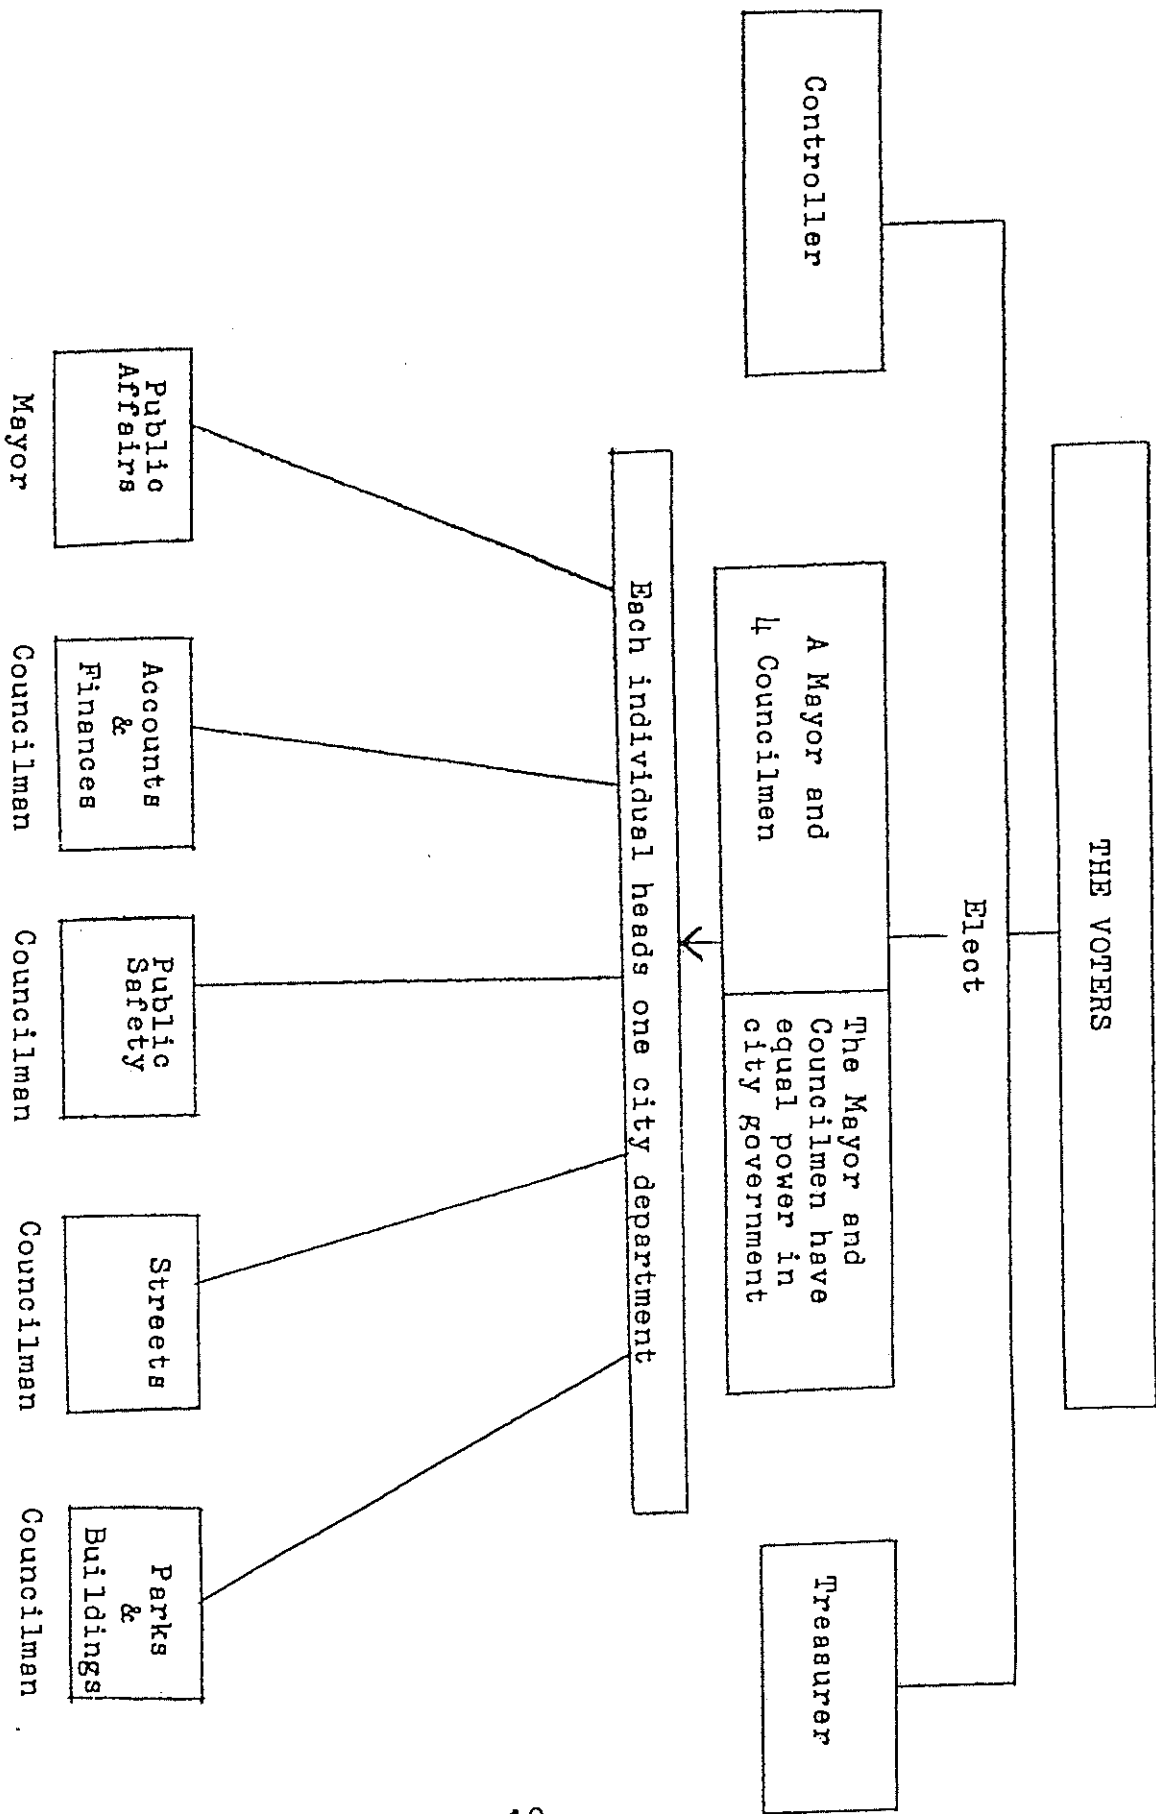 THE VOTERS
Elect
Controller
A Mayor and
4 Councilmen
The Mayor and
Councilmen have
equal power in
city government
Treasurer
Each individual heads one city department
Public
Affairs
Mayor
Accounts
&
Finances
Councilman
Public
Safety
Councilman
Streets
Councilman
Parks
&
Buildings
Councilman